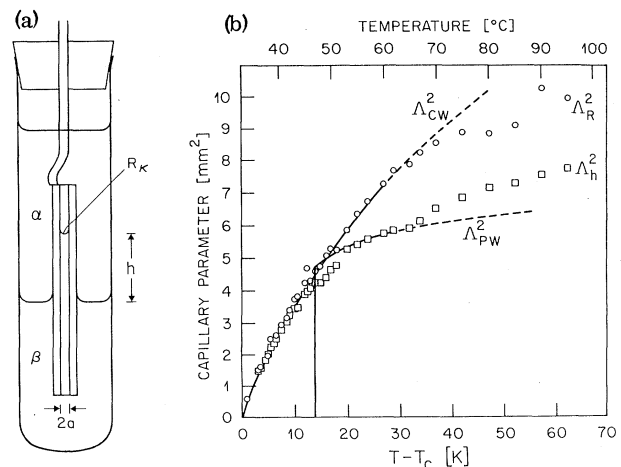 (a)
Rκ
α
h
β
2a
(b)
TEMPERATURE [°C]
40 50 60 70 80 90 100
CAPILLARY PARAMETER [mm²]
10
9
8
7
6
5
4
3
2
1
0
Λ²CW
Λ²R
Λ²h
Λ²PW
0 10 20 30 40 50 60 70
T-Tc [K]